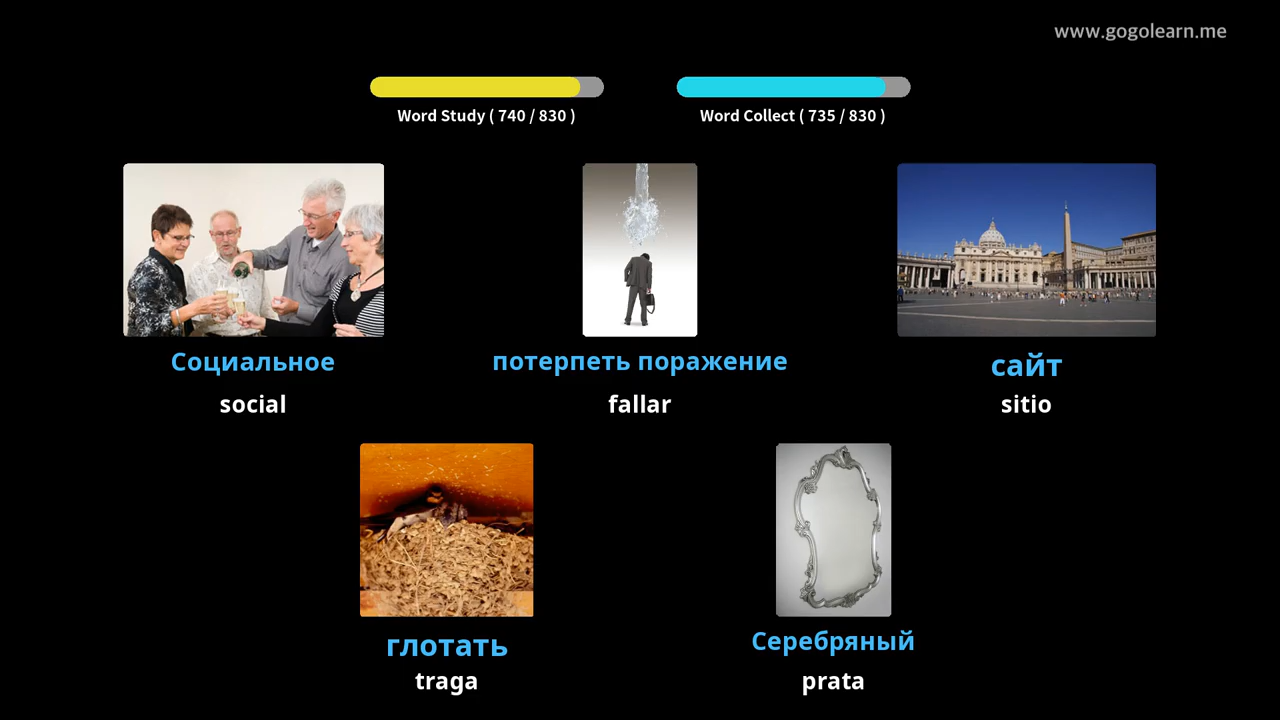 www.gogolearn.me
Word Study ( 740 / 830 )
Word Collect ( 735 / 830 )
Социальное
потерпеть поражение
сайт
social
fallar
sitio
глотать
Серебряный
traga
prata